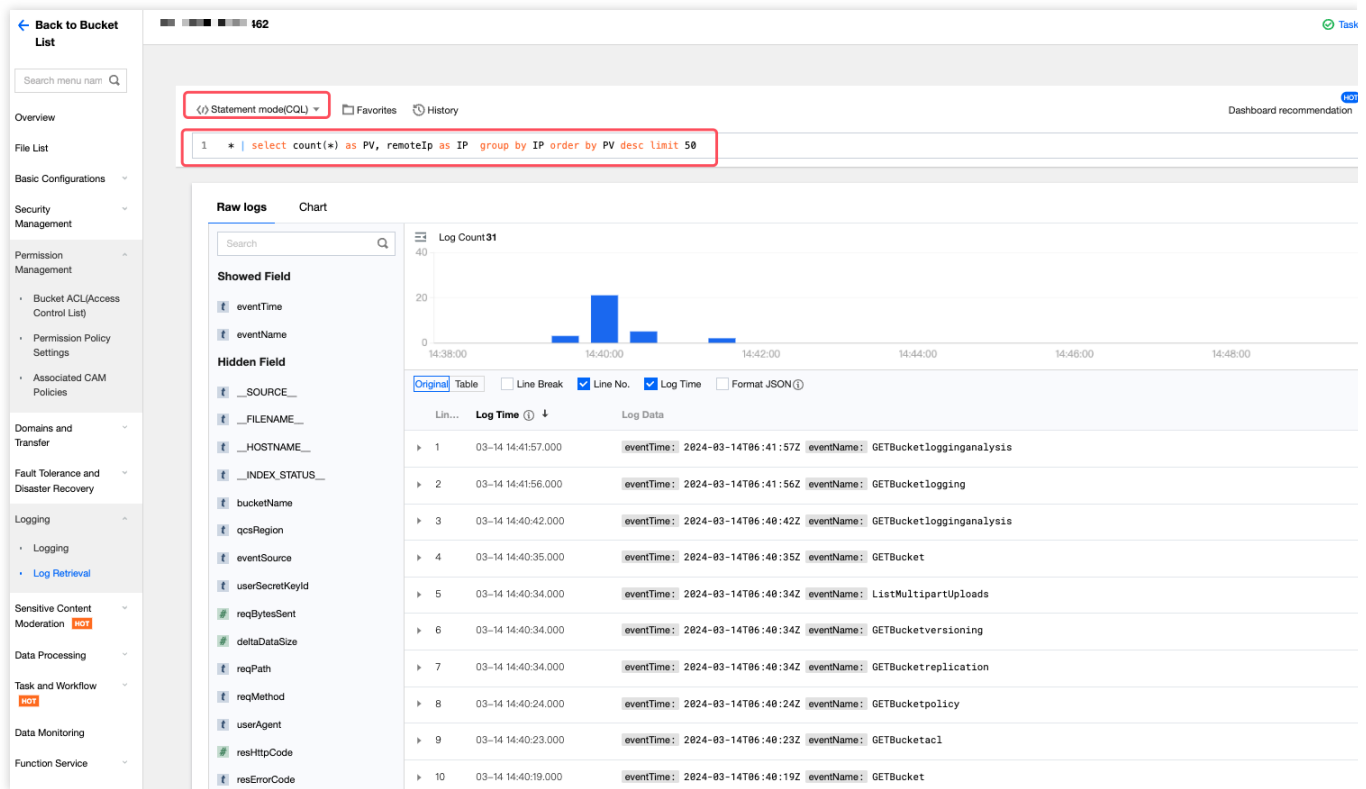 Back to Bucket
List
462
Task
Search menu nam
Overview
File List
Basic Configurations
Security
Management
Permission
Management
Bucket ACL(Access
Control List)
Permission Policy
Settings
Associated CAM
Policies
Domains and
Transfer
Fault Tolerance and
Disaster Recovery
Logging
Logging
Log Retrieval
Sensitive Content
Moderation HOT
Data Processing
Task and Workflow
HOT
Data Monitoring
Function Service
Statement mode(CQL) Favorites History
HOT
Dashboard recommendation
1 * | select count(*) as PV, remoteIp as IP group by IP order by PV desc limit 50
Raw logs Chart
Search
Showed Field
t eventTime
t eventName
Hidden Field
t __SOURCE__
t __FILENAME__
t __HOSTNAME__
t __INDEX_STATUS__
t bucketName
t qcsRegion
t eventSource
t userSecretKeyId
# reqBytesSent
# deltaDataSize
t reqPath
t reqMethod
t userAgent
# resHttpCode
t resErrorCode
Log Count 31
40
20
0
14:38:00 14:40:00 14:42:00 14:44:00 14:46:00 14:48:00
Original Table Line Break Line No. Log Time Format JSON
Lin... Log Time Log Data
1 03-14 14:41:57.000 eventTime: 2024-03-14T06:41:57Z eventName: GETBucketlogginganalysis
2 03-14 14:41:56.000 eventTime: 2024-03-14T06:41:56Z eventName: GETBucketlogging
3 03-14 14:40:42.000 eventTime: 2024-03-14T06:40:42Z eventName: GETBucketlogginganalysis
4 03-14 14:40:35.000 eventTime: 2024-03-14T06:40:35Z eventName: GETBucket
5 03-14 14:40:34.000 eventTime: 2024-03-14T06:40:34Z eventName: ListMultipartUploads
6 03-14 14:40:34.000 eventTime: 2024-03-14T06:40:34Z eventName: GETBucketversioning
7 03-14 14:40:34.000 eventTime: 2024-03-14T06:40:34Z eventName: GETBucketreplication
8 03-14 14:40:24.000 eventTime: 2024-03-14T06:40:24Z eventName: GETBucketpolicy
9 03-14 14:40:23.000 eventTime: 2024-03-14T06:40:23Z eventName: GETBucketacl
10 03-14 14:40:19.000 eventTime: 2024-03-14T06:40:19Z eventName: GETBucket